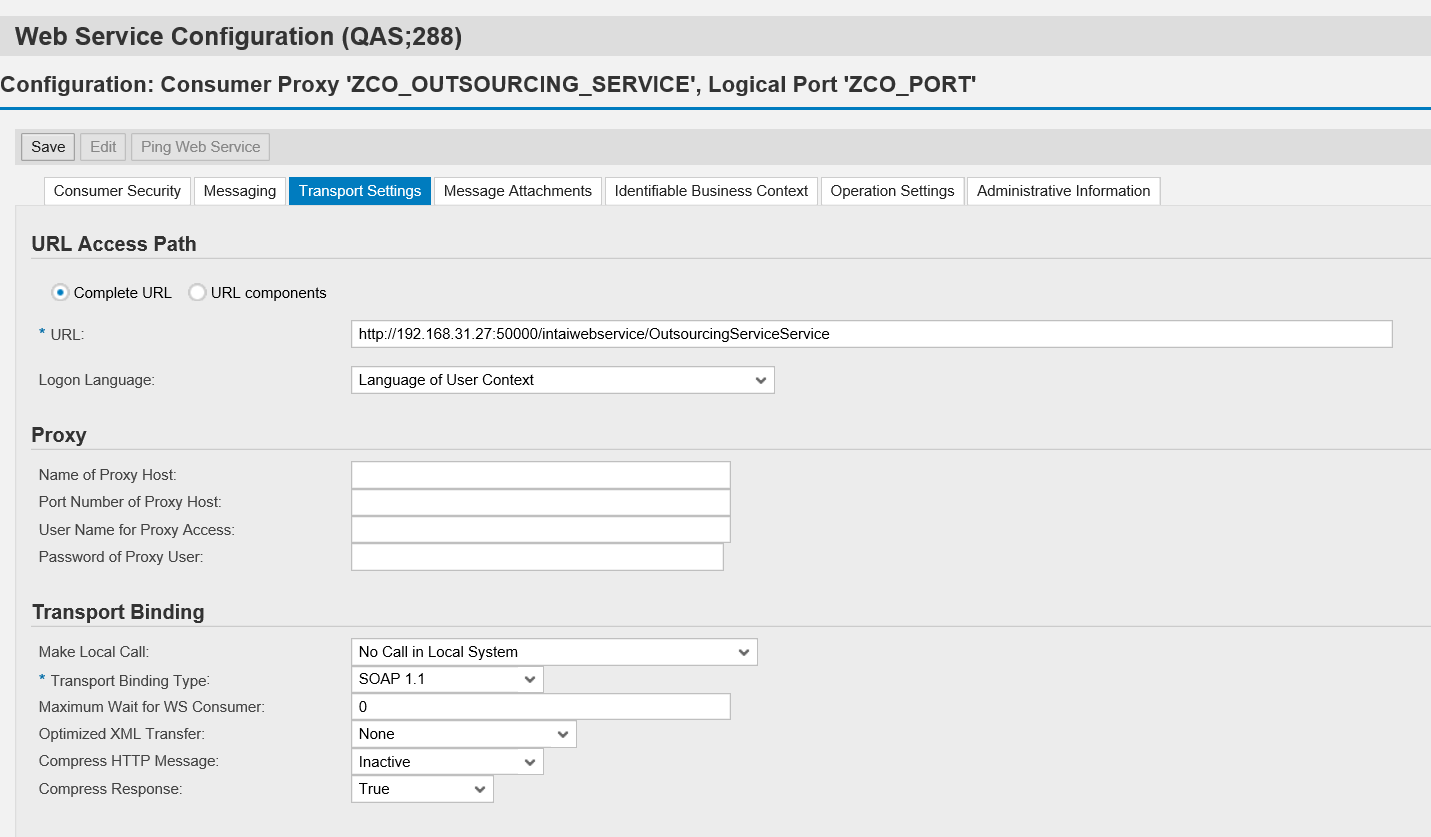 Web Service Configuration (QAS;288)
Configuration: Consumer Proxy 'ZCO_OUTSOURCING_SERVICE', Logical Port 'ZCO_PORT'
Save Edit Ping Web Service
Consumer Security Messaging Transport Settings Message Attachments Identifiable Business Context Operation Settings Administrative Information
URL Access Path
Complete URL URL components
* URL: http://192.168.31.27:50000/intaiwebservice/OutsourcingServiceService
Logon Language: Language of User Context
Proxy
Name of Proxy Host:
Port Number of Proxy Host:
User Name for Proxy Access:
Password of Proxy User:
Transport Binding
Make Local Call: No Call in Local System
* Transport Binding Type: SOAP 1.1
Maximum Wait for WS Consumer: 0
Optimized XML Transfer: None
Compress HTTP Message: Inactive
Compress Response: True